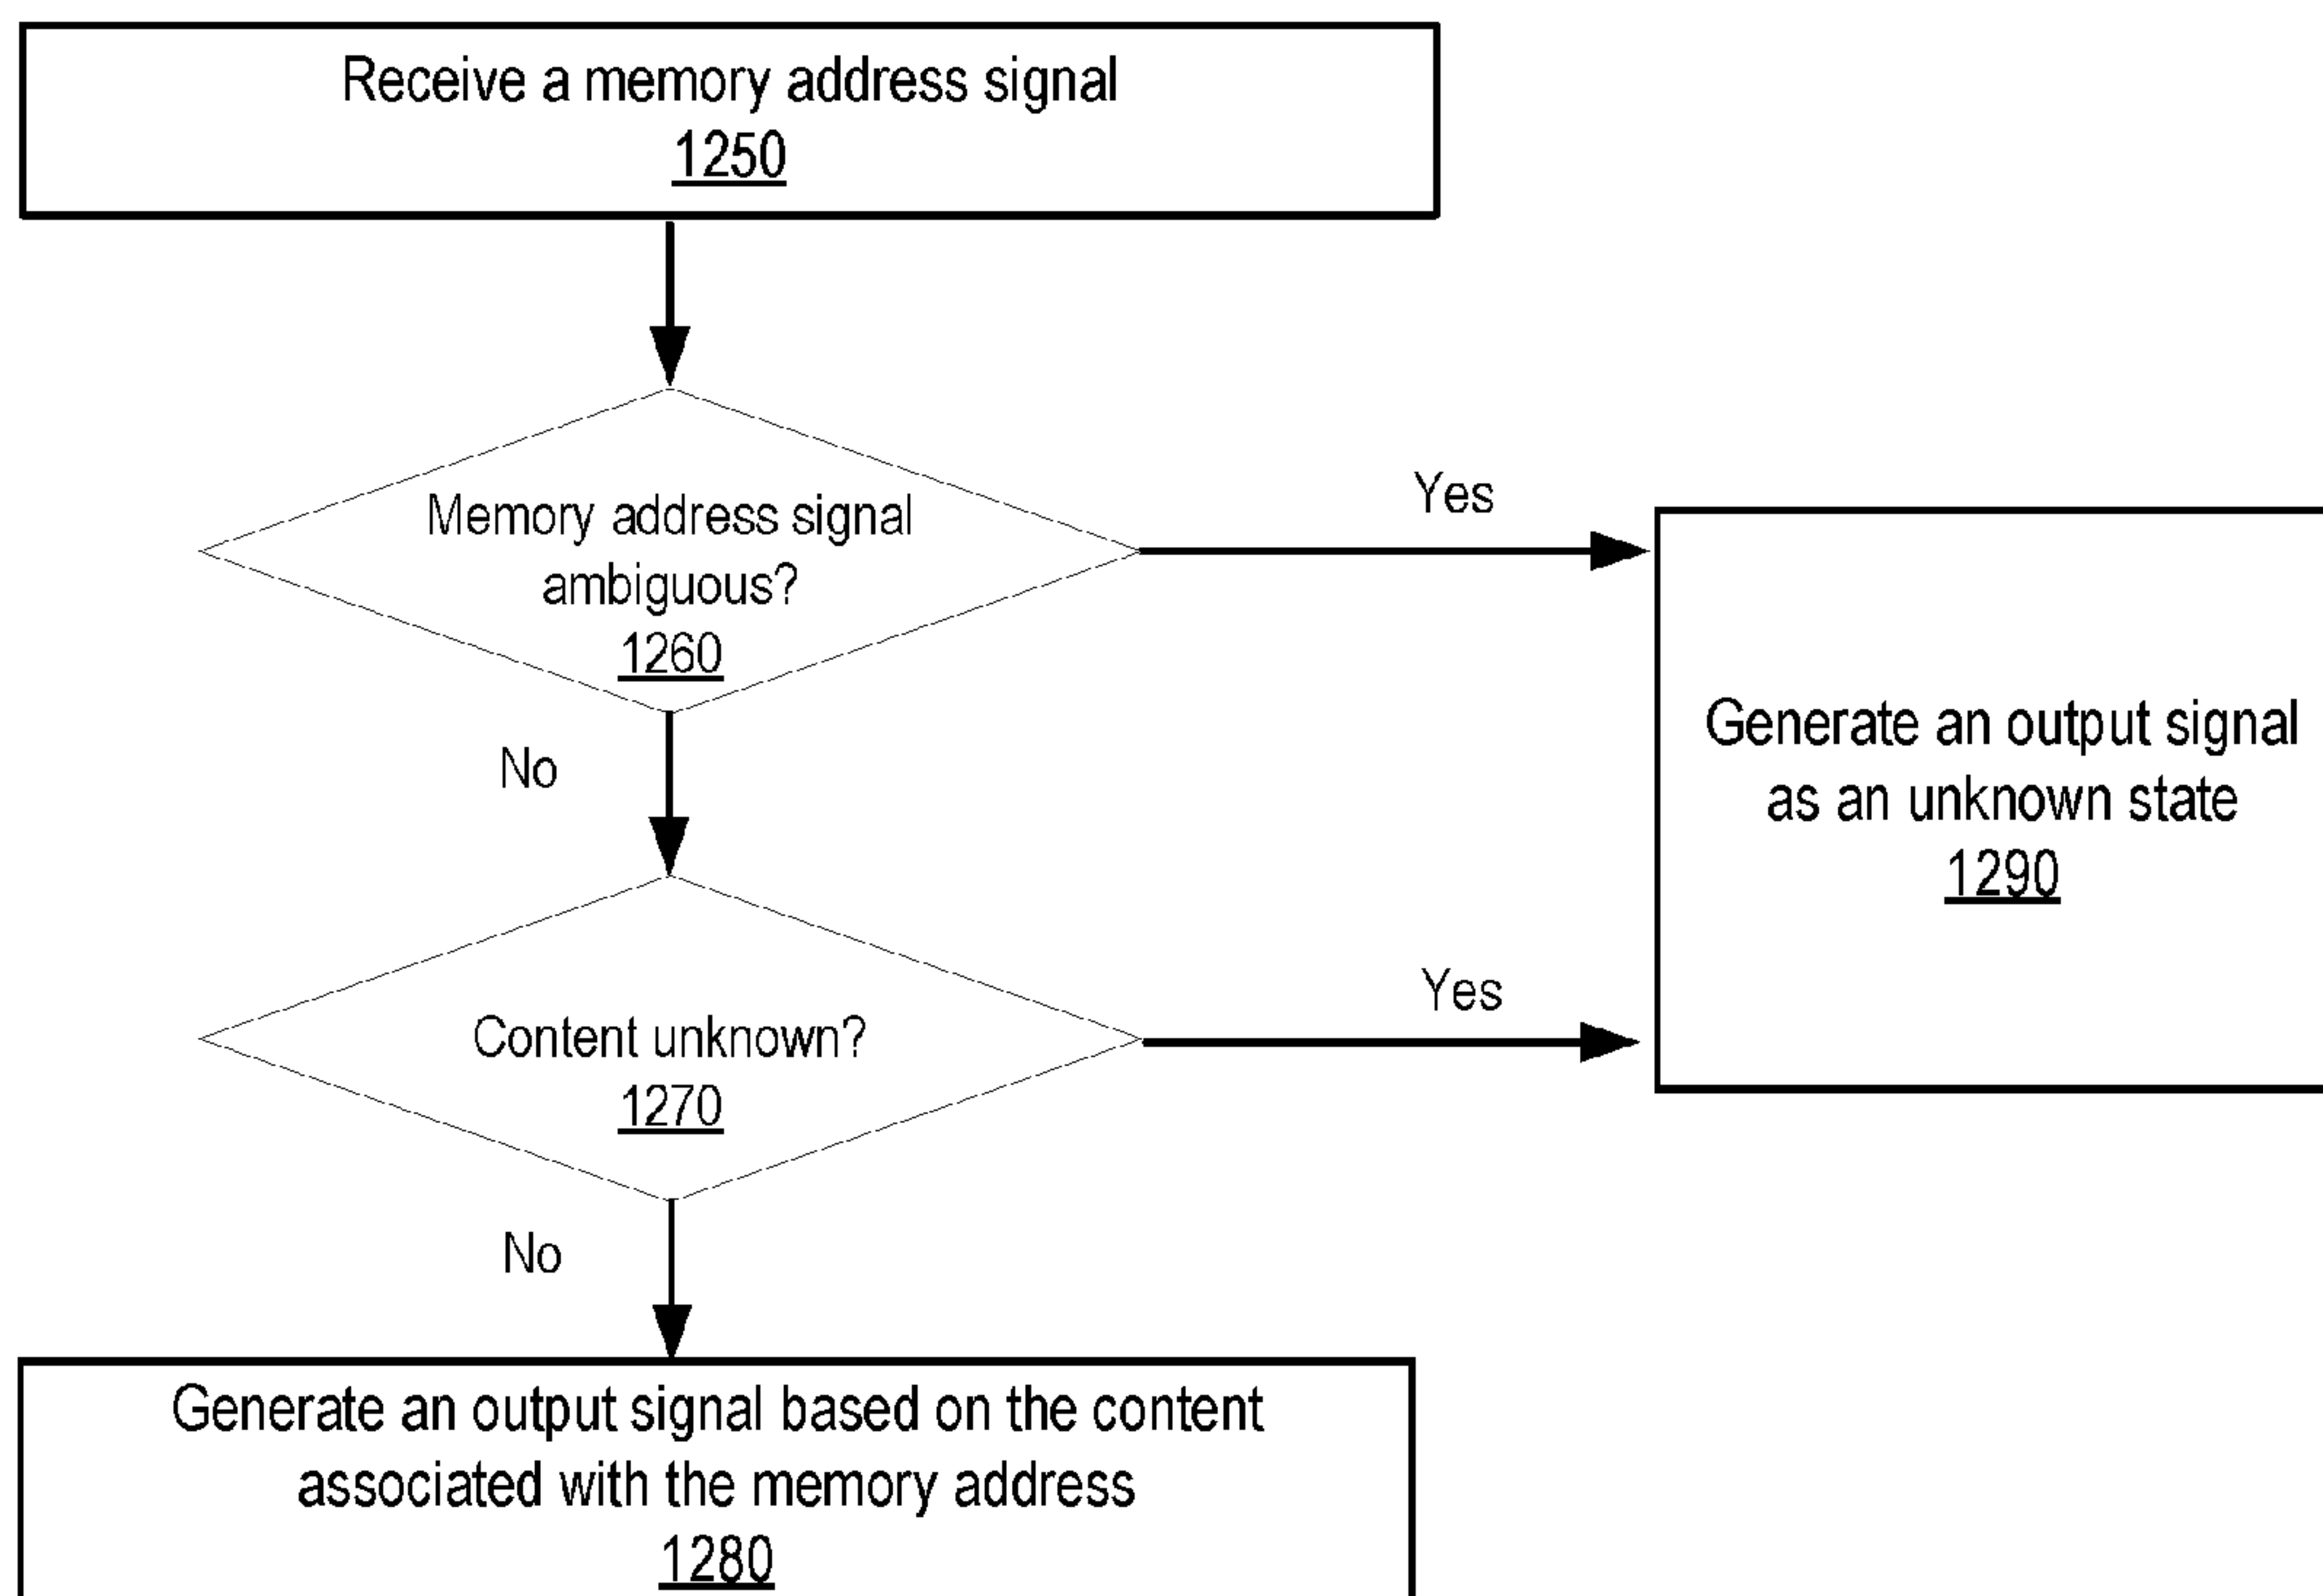 Receive a memory address signal
1250
Memory address signal
ambiguous?
1260
Yes
No
Generate an output signal
as an unknown state
1290
Content unknown?
1270
Yes
No
Generate an output signal based on the content
associated with the memory address
1280